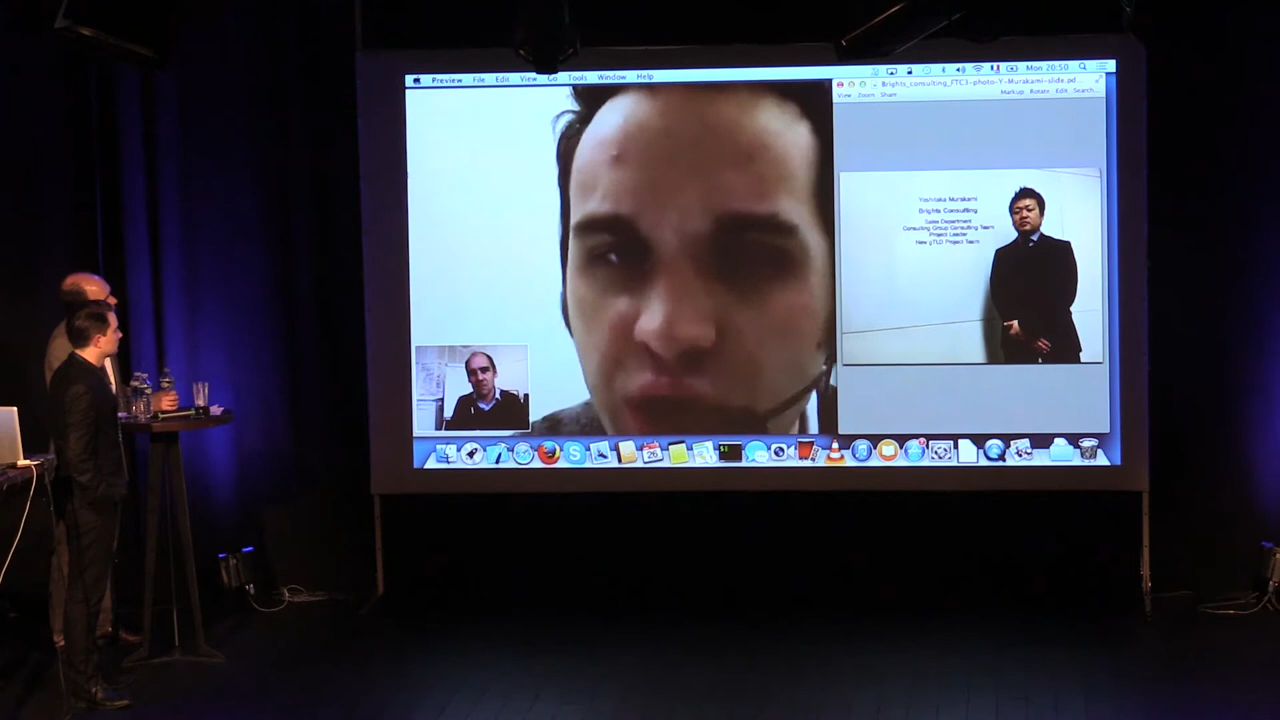 Preview File Edit View Go Tools Window Help
Mon 20:50
Brights_consulting_FTC3-photo-Y-Murakami-slide.pd...
View Zoom Share Markup Rotate Edit Search...
Yoshitaka Murakami
Brights Consulting
Sales Department
Consulting Group Consulting Team
Project Leader
New gTLD Project Team
26